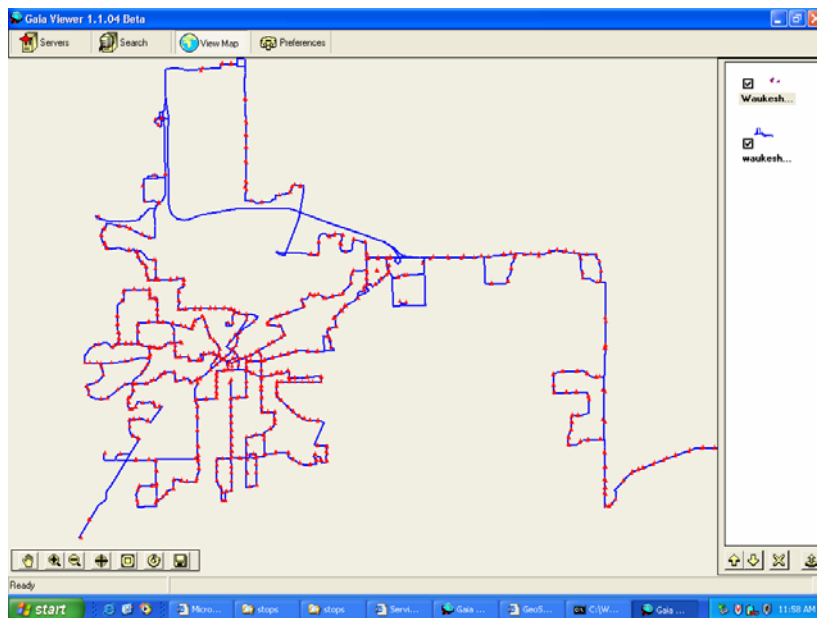 Gaia Viewer 1.1.04 Beta
Servers
Search
View Map
Preferences
Waukesh...
waukesh...
Ready
start
Micro...
stops
stops
Servi...
Gaia ...
GeoS...
C:\W...
Gaia ...
11:58 AM